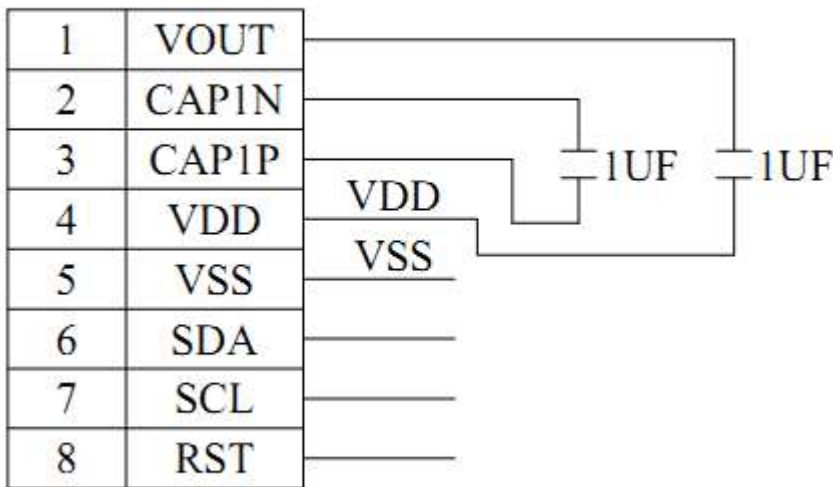 1 VOUT
2 CAP1N
3 CAP1P 1UF 1UF
4 VDD VDD
5 VSS VSS
6 SDA
7 SCL
8 RST